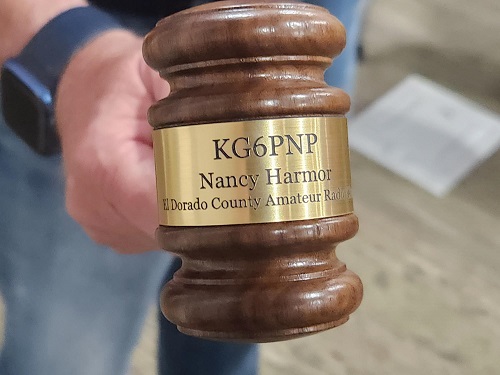 KG6PNP
Nancy Harmor
El Dorado County Amateur Radio